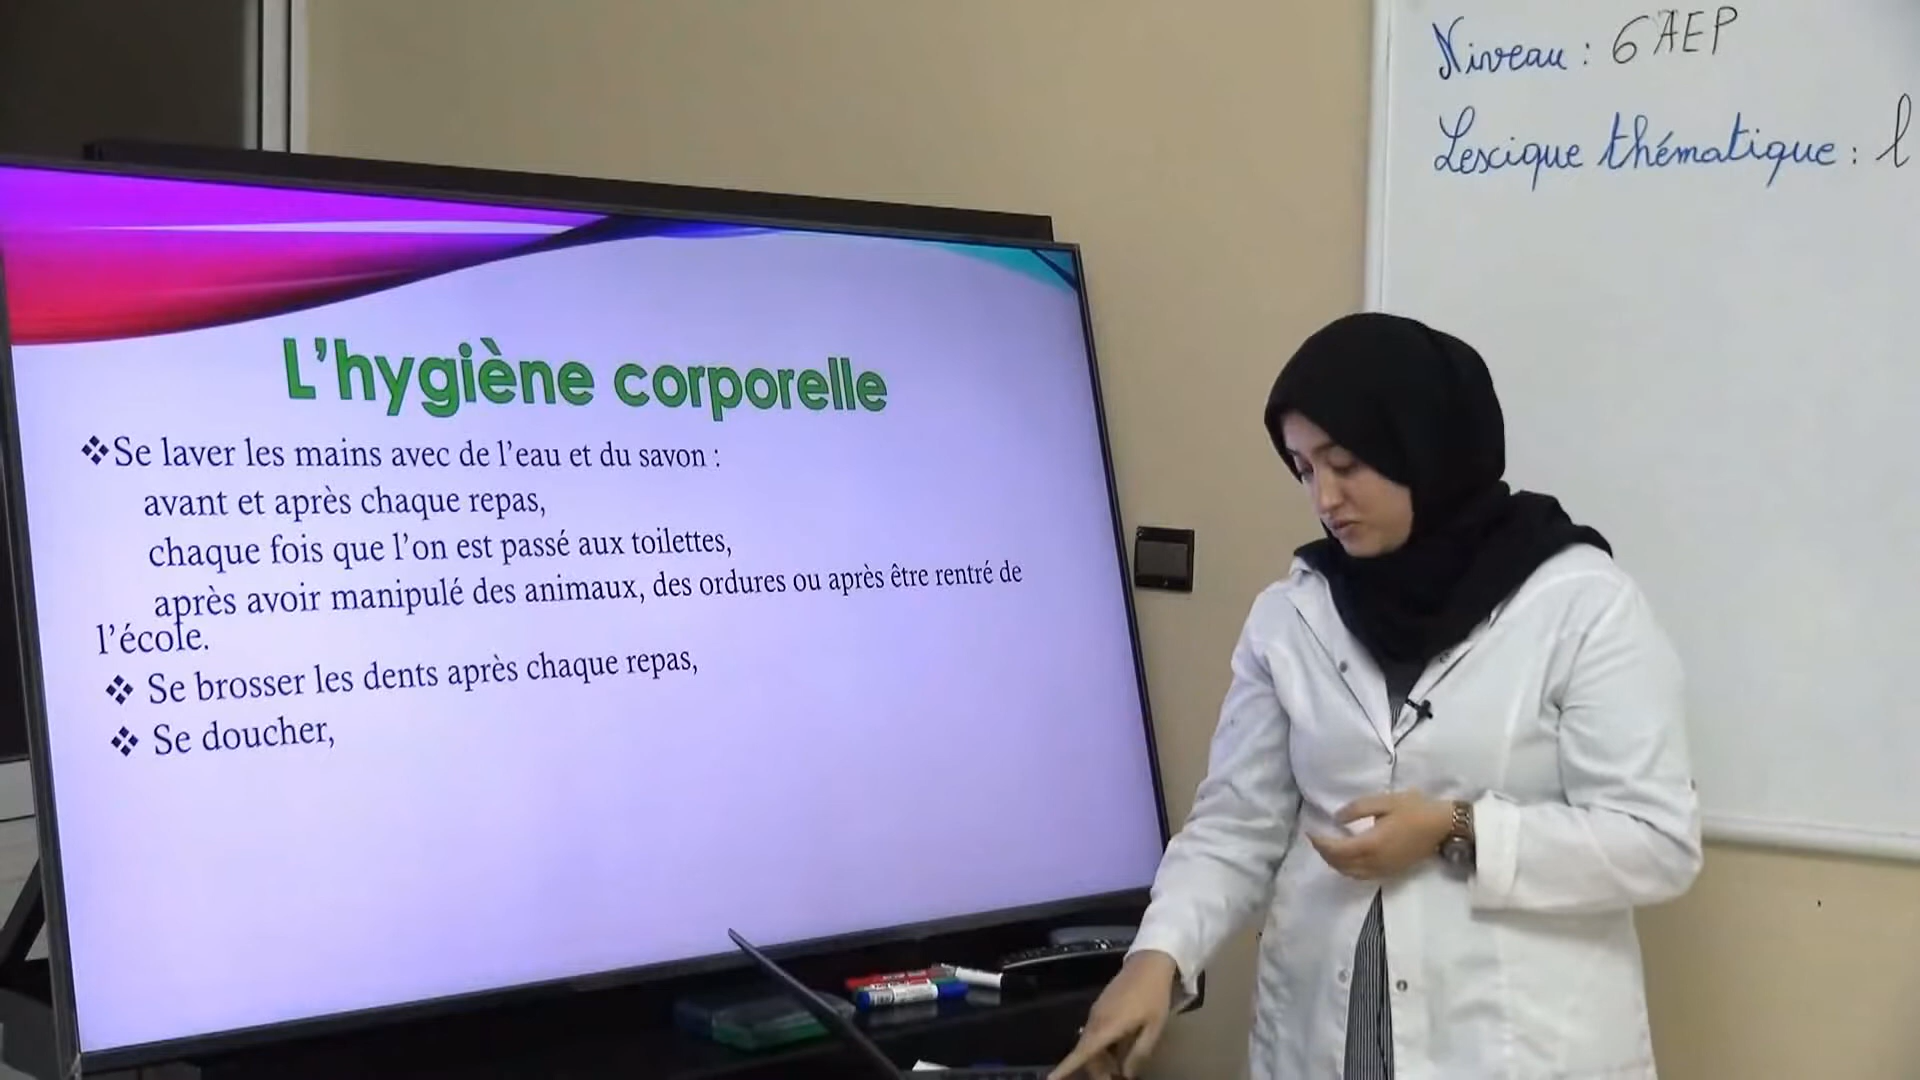 Niveau : 6 AEP
Lexique thématique : l
L'hygiène corporelle
❖Se laver les mains avec de l'eau et du savon :
avant et après chaque repas,
chaque fois que l'on est passé aux toilettes,
après avoir manipulé des animaux, des ordures ou après être rentré de
l'école.
❖ Se brosser les dents après chaque repas,
❖ Se doucher,